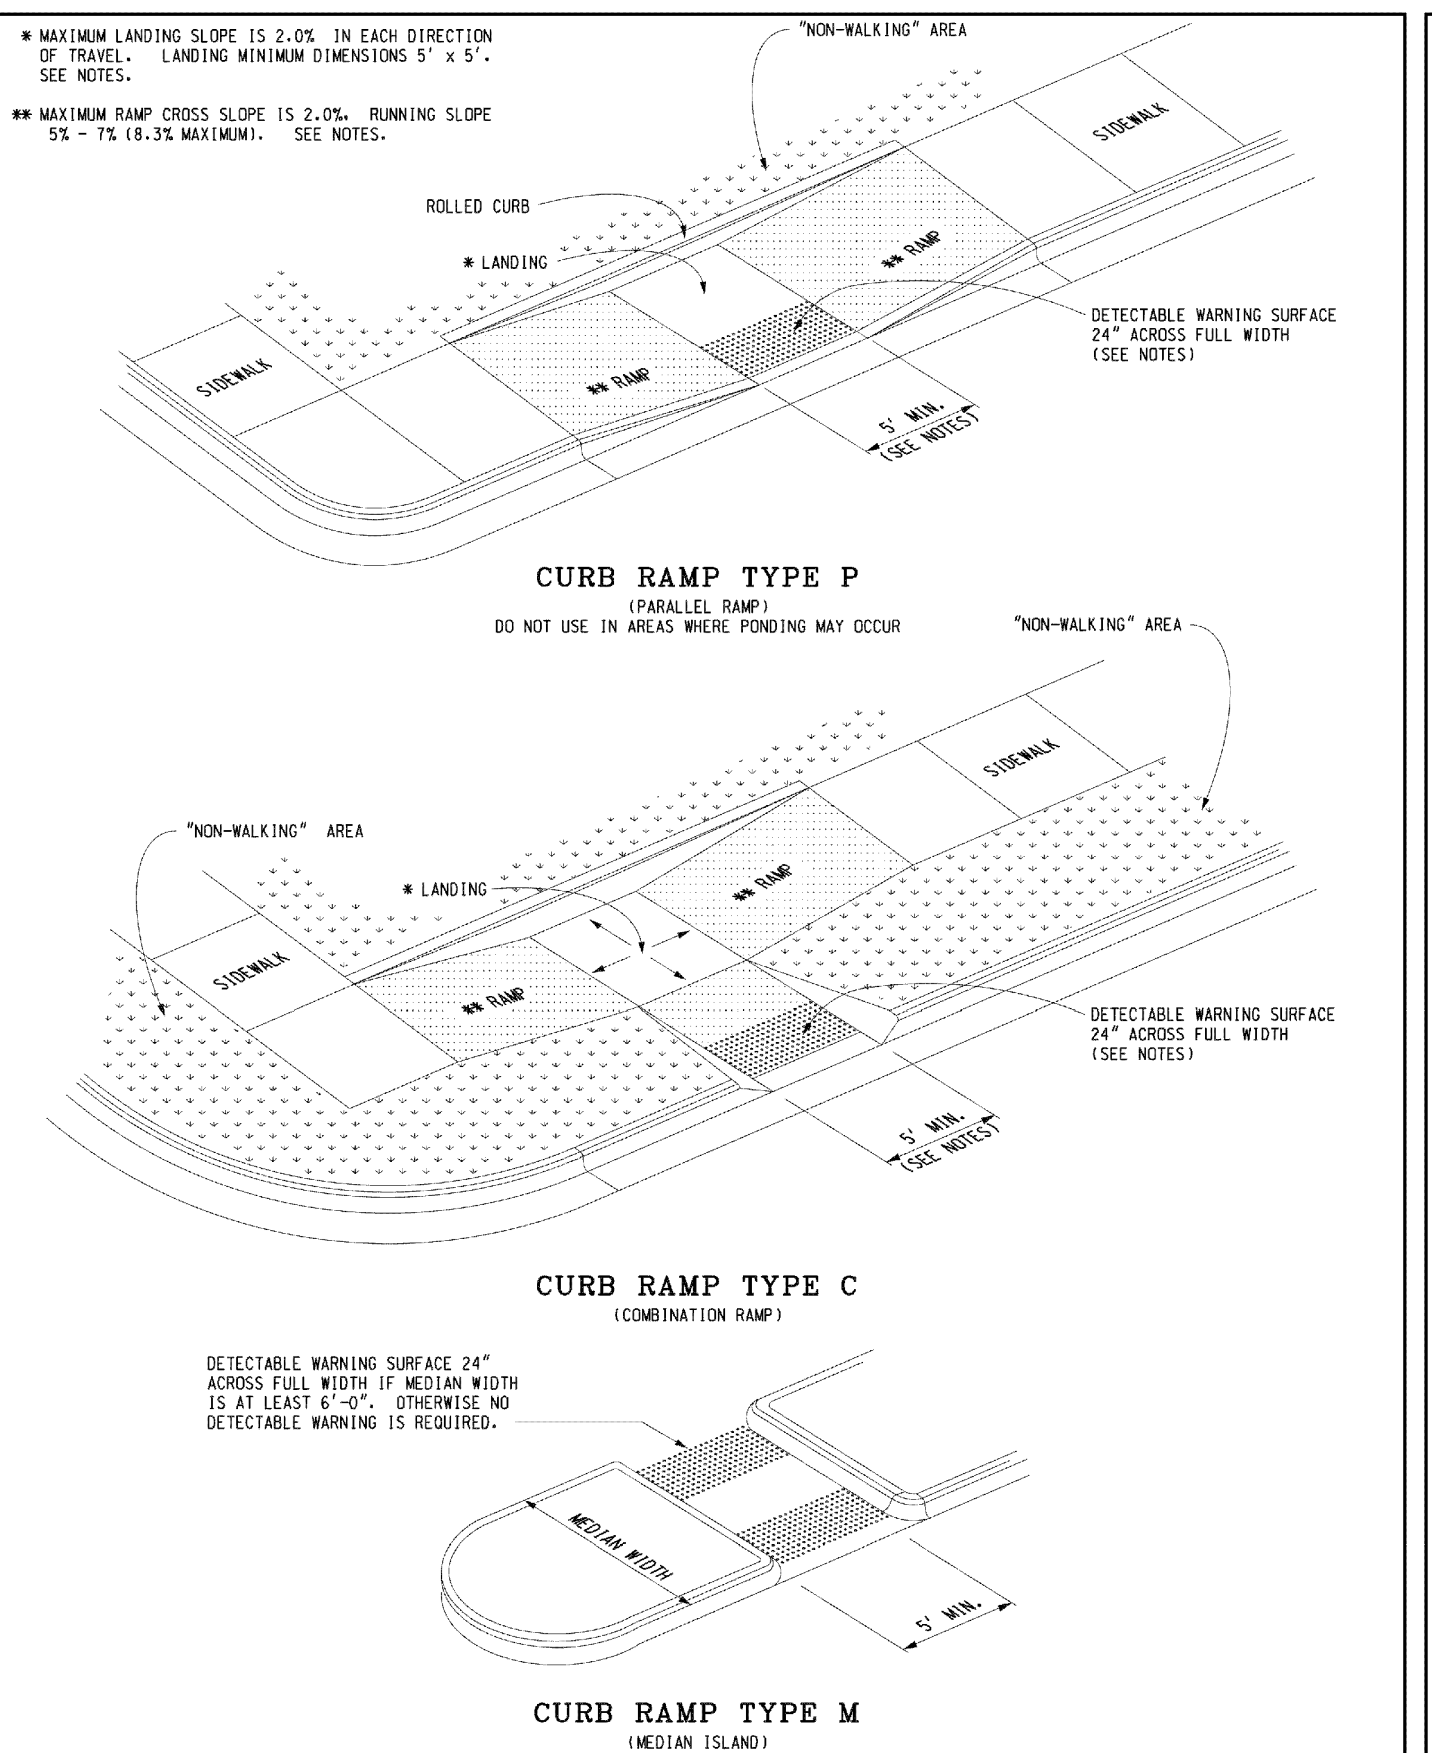 * MAXIMUM LANDING SLOPE IS 2.0% IN EACH DIRECTION
OF TRAVEL. LANDING MINIMUM DIMENSIONS 5' x 5'.
SEE NOTES.
** MAXIMUM RAMP CROSS SLOPE IS 2.0%. RUNNING SLOPE
5% - 7% (8.3% MAXIMUM). SEE NOTES.
"NON-WALKING" AREA
SIDEWALK
ROLLED CURB
** RAMP
* LANDING
DETECTABLE WARNING SURFACE
24" ACROSS FULL WIDTH
(SEE NOTES)
SIDEWALK
** RAMP
5' MIN.
(SEE NOTES)
CURB RAMP TYPE P
(PARALLEL RAMP)
DO NOT USE IN AREAS WHERE PONDING MAY OCCUR
"NON-WALKING" AREA
SIDEWALK
"NON-WALKING" AREA
* LANDING
** RAMP
SIDEWALK
** RAMP
DETECTABLE WARNING SURFACE
24" ACROSS FULL WIDTH
(SEE NOTES)
5' MIN.
(SEE NOTES)
CURB RAMP TYPE C
(COMBINATION RAMP)
DETECTABLE WARNING SURFACE 24"
ACROSS FULL WIDTH IF MEDIAN WIDTH
IS AT LEAST 6'-0". OTHERWISE NO
DETECTABLE WARNING IS REQUIRED.
MEDIAN WIDTH
5' MIN.
CURB RAMP TYPE M
(MEDIAN ISLAND)